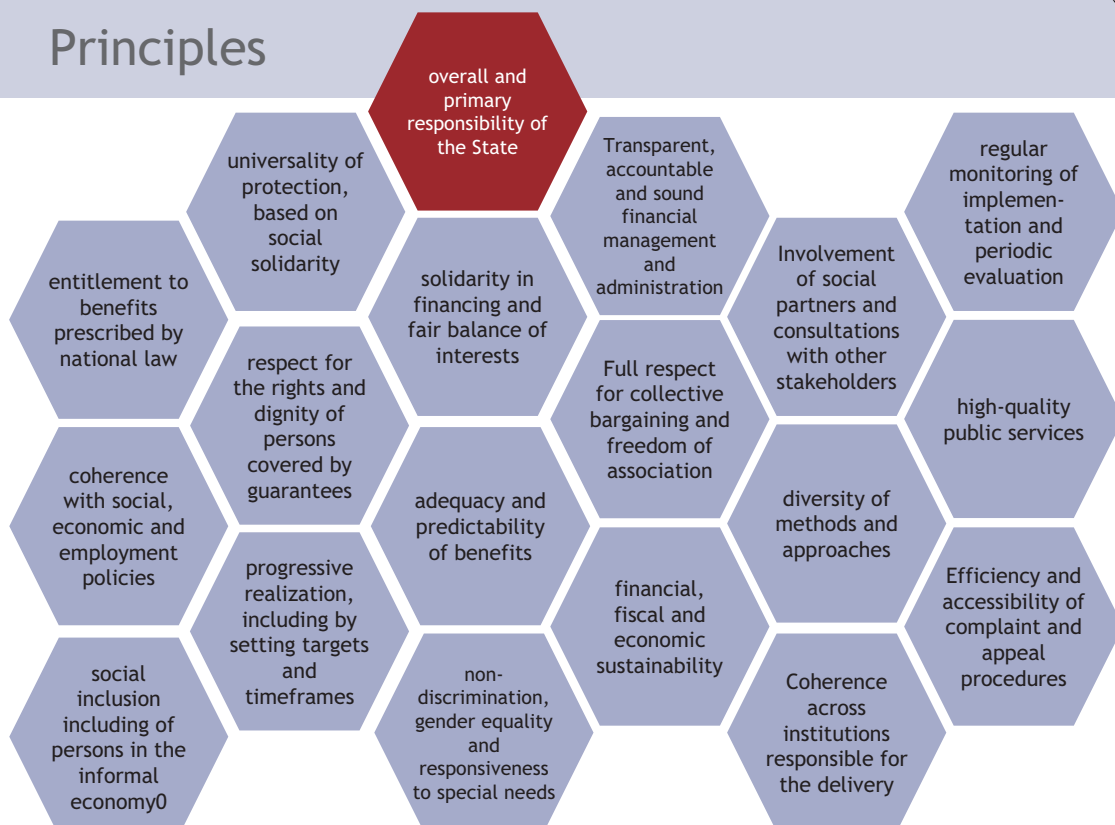 Principles
overall and
primary
responsibility of
the State
universality of
protection,
based on
social
solidarity
Transparent,
accountable
and sound
financial
management
and
administration
regular
monitoring of
implemen-
tation and
periodic
evaluation
entitlement to
benefits
prescribed by
national law
solidarity in
financing and
fair balance of
interests
Involvement
of social
partners and
consultations
with other
stakeholders
respect for
the rights and
dignity of
persons
covered by
guarantees
Full respect
for collective
bargaining and
freedom of
association
high-quality
public services
coherence
with social,
economic and
employment
policies
adequacy and
predictability
of benefits
diversity of
methods and
approaches
progressive
realization,
including by
setting targets
and
timeframes
financial,
fiscal and
economic
sustainability
Efficiency and
accessibility of
complaint and
appeal
procedures
social
inclusion
including of
persons in the
informal
economy0
non-
discrimination,
gender equality
and
responsiveness
to special needs
Coherence
across
institutions
responsible for
the delivery